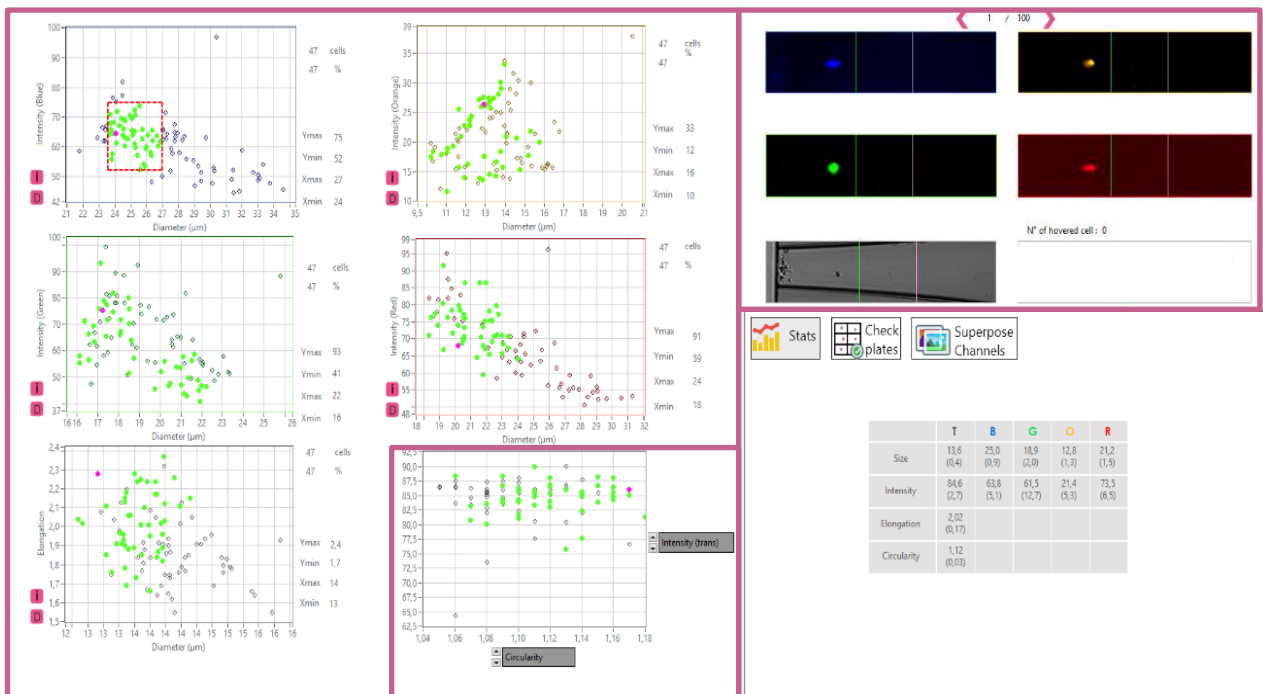 100
90
80
70
60
50
42
Intensity (Blue)
21 22 23 24 25 26 27 28 29 30 31 32 33 34 35
Diameter (µm)
47 cells
47 %
Ymax 75
Ymin 52
Xmax 27
Xmin 24
I
D
39
35
30
25
20
15
10
Intensity (Orange)
9,5 11 12 13 14 15 16 17 18 19 20 21
Diameter (µm)
47 cells
%
47
Ymax 33
Ymin 12
Xmax 16
Xmin 10
I
D
100
90
80
70
60
50
37
Intensity (Green)
16 16 17 18 19 20 21 22 23 24 25 26
Diameter (µm)
47 cells
47 %
Ymax 93
Ymin 41
Xmax 22
Xmin 16
I
D
99
95
90
85
80
75
70
65
60
55
48
Intensity (Red)
18 19 20 21 22 23 24 25 26 27 28 29 30 31 32
Diameter (µm)
47 cells
47 %
Ymax 91
Ymin 59
Xmax 24
Xmin 18
I
D
2,4
2,3
2,2
2,1
2,0
1,9
1,8
1,7
1,6
1,5
Elongation
12 13 13 14 14 14 15 15 16 16
Diameter (µm)
47 cells
47 %
Ymax 2,4
Ymin 1,7
Xmax 14
Xmin 13
I
D
92,5
90,0
87,5
85,0
82,5
80,0
77,5
75,0
72,5
70,0
67,5
65,0
62,5
1,04 1,06 1,08 1,10 1,12 1,14 1,16 1,18
Intensity (trans)
Circularity
1 / 100
N° of hovered cell : 0
Stats
Check plates
Superpose Channels
T B G O R
Size 13,6 (0,4) 25,0 (0,9) 18,9 (2,0) 12,8 (1,3) 21,2 (1,5)
Intensity 84,6 (2,7) 63,8 (5,1) 61,5 (12,7) 21,4 (5,3) 73,5 (6,5)
Elongation 2,02 (0,17)
Circularity 1,12 (0,03)